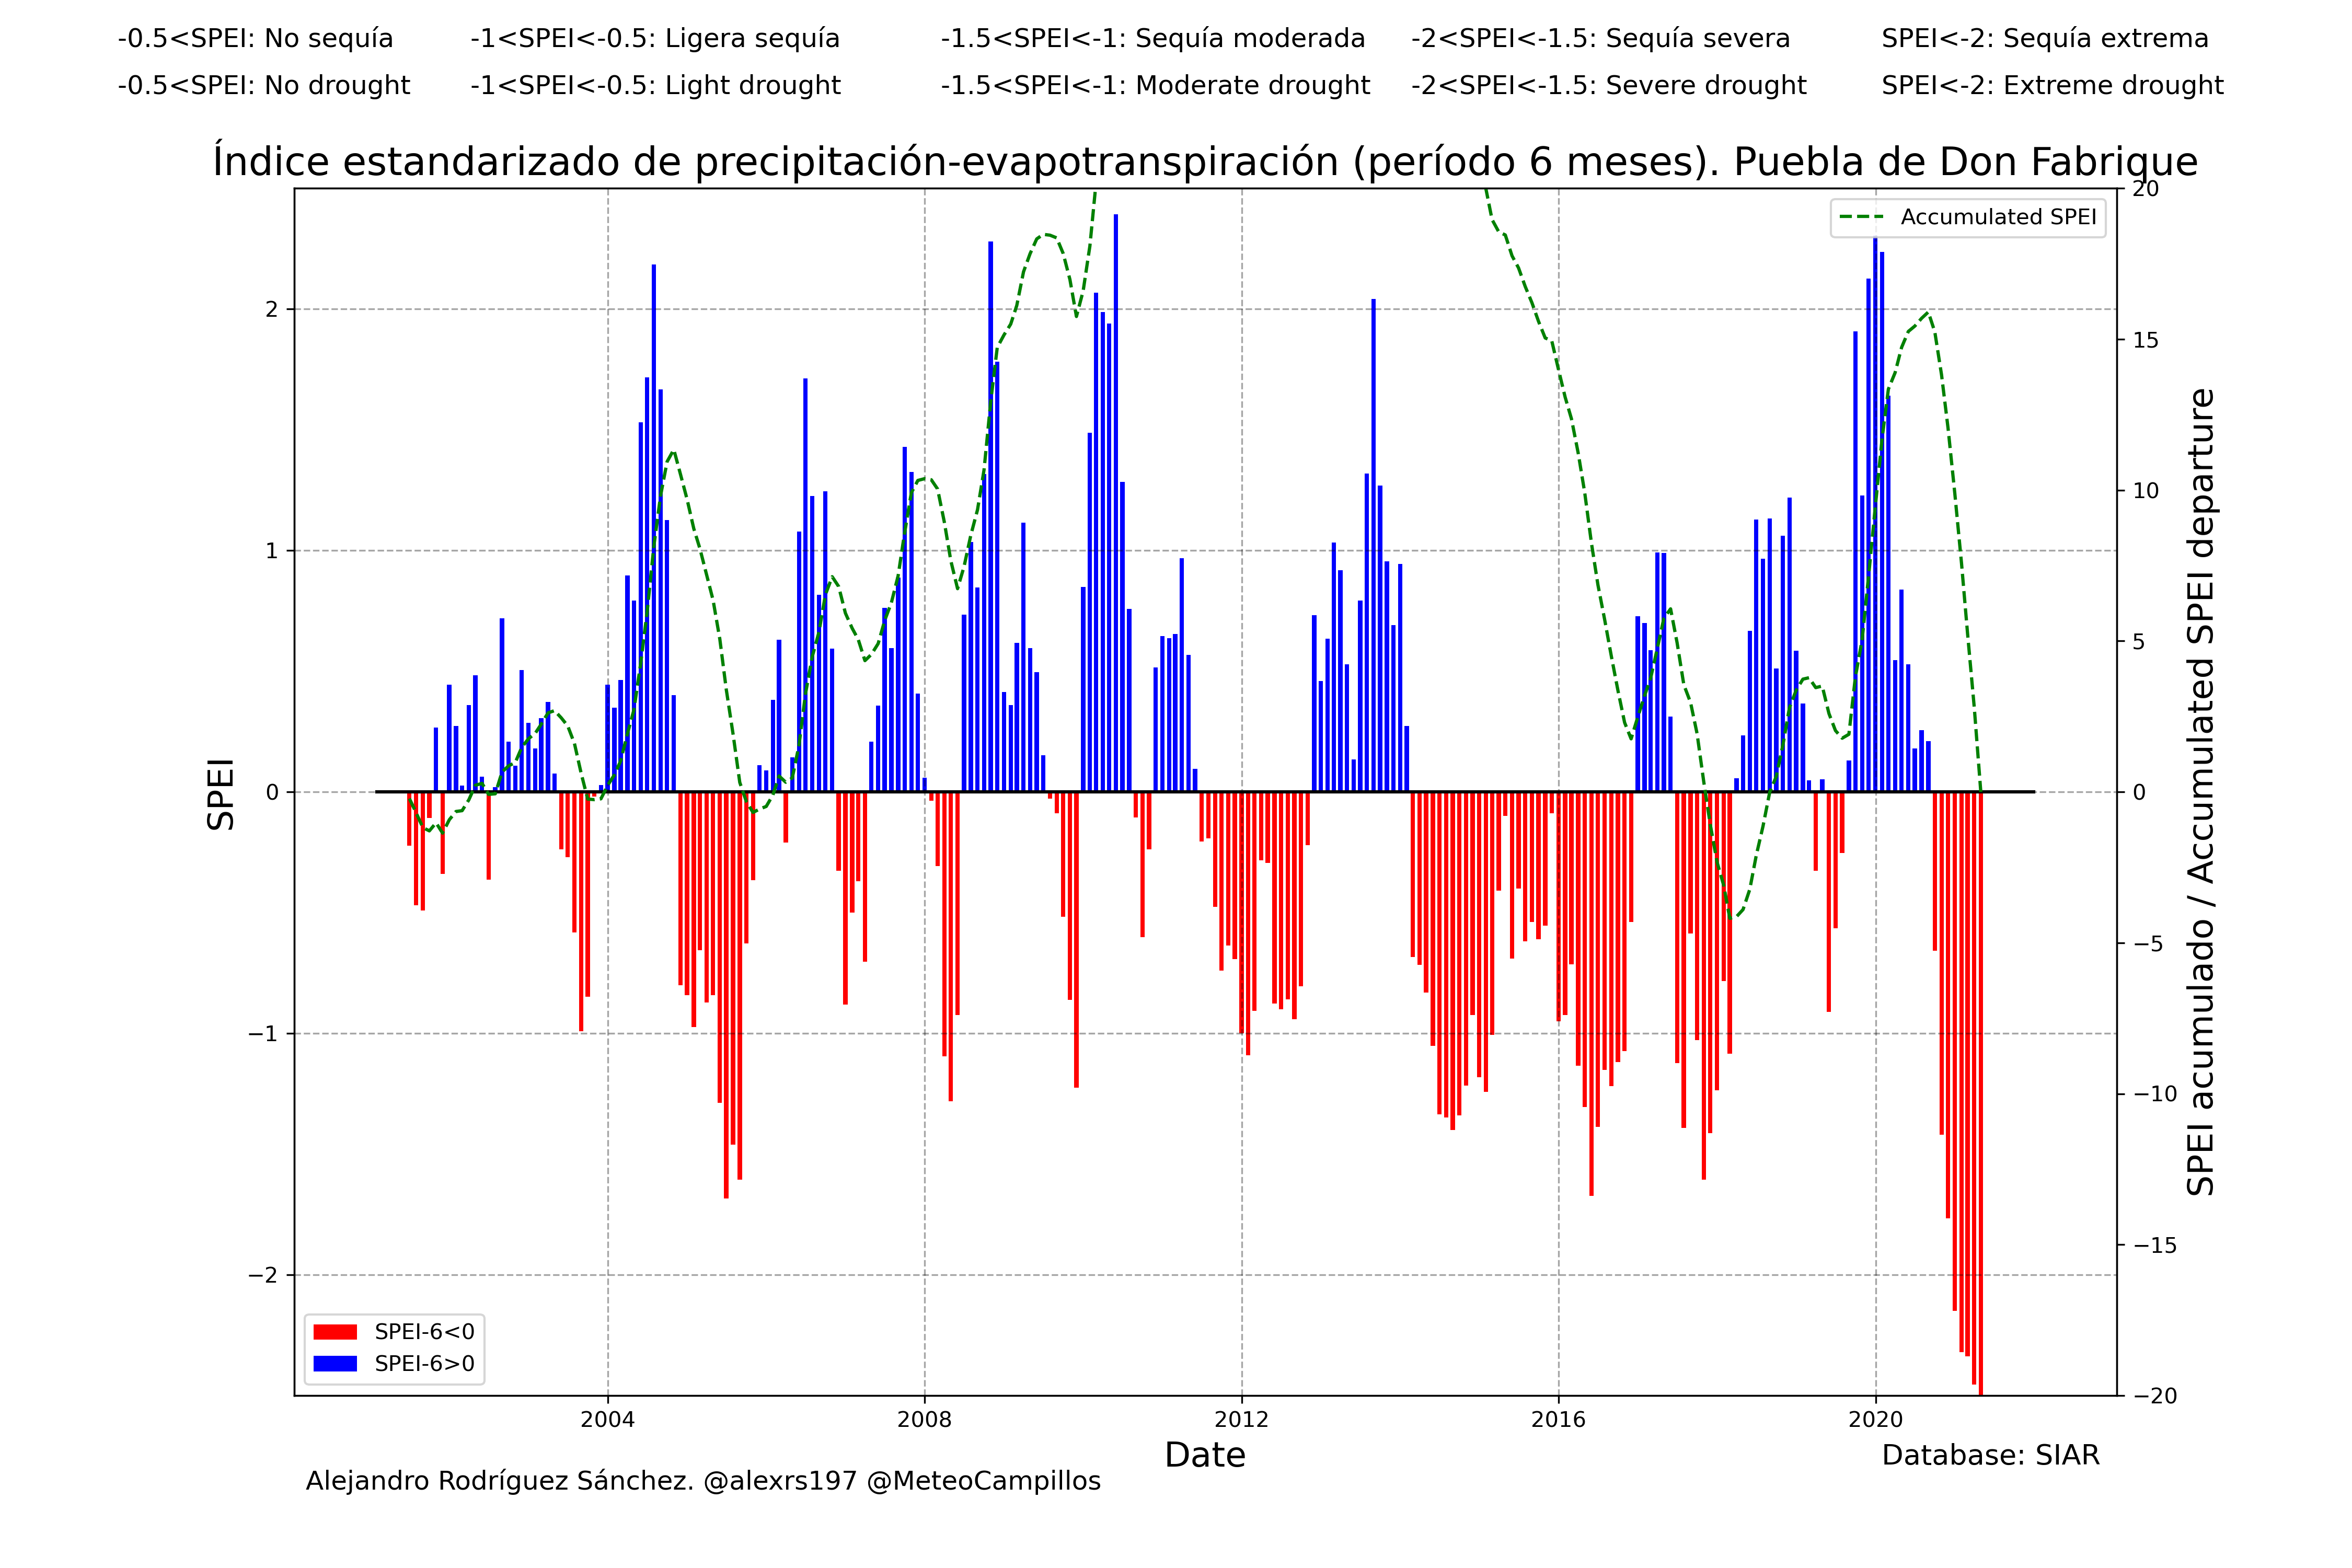 -0.5<SPEI: No sequía
-1<SPEI<-0.5: Ligera sequía
-1.5<SPEI<-1: Sequía moderada
-2<SPEI<-1.5: Sequía severa
SPEI<-2: Sequía extrema
-0.5<SPEI: No drought
-1<SPEI<-0.5: Light drought
-1.5<SPEI<-1: Moderate drought
-2<SPEI<-1.5: Severe drought
SPEI<-2: Extreme drought
Índice estandarizado de precipitación-evapotranspiración (período 6 meses). Puebla de Don Fabrique
Accumulated SPEI
SPEI
2
1
0
−1
−2
20
15
10
5
0
−5
−10
−15
−20
SPEI acumulado / Accumulated SPEI departure
SPEI-6<0
SPEI-6>0
2004
2008
2012
2016
2020
Date
Database: SIAR
Alejandro Rodríguez Sánchez. @alexrs197 @MeteoCampillos